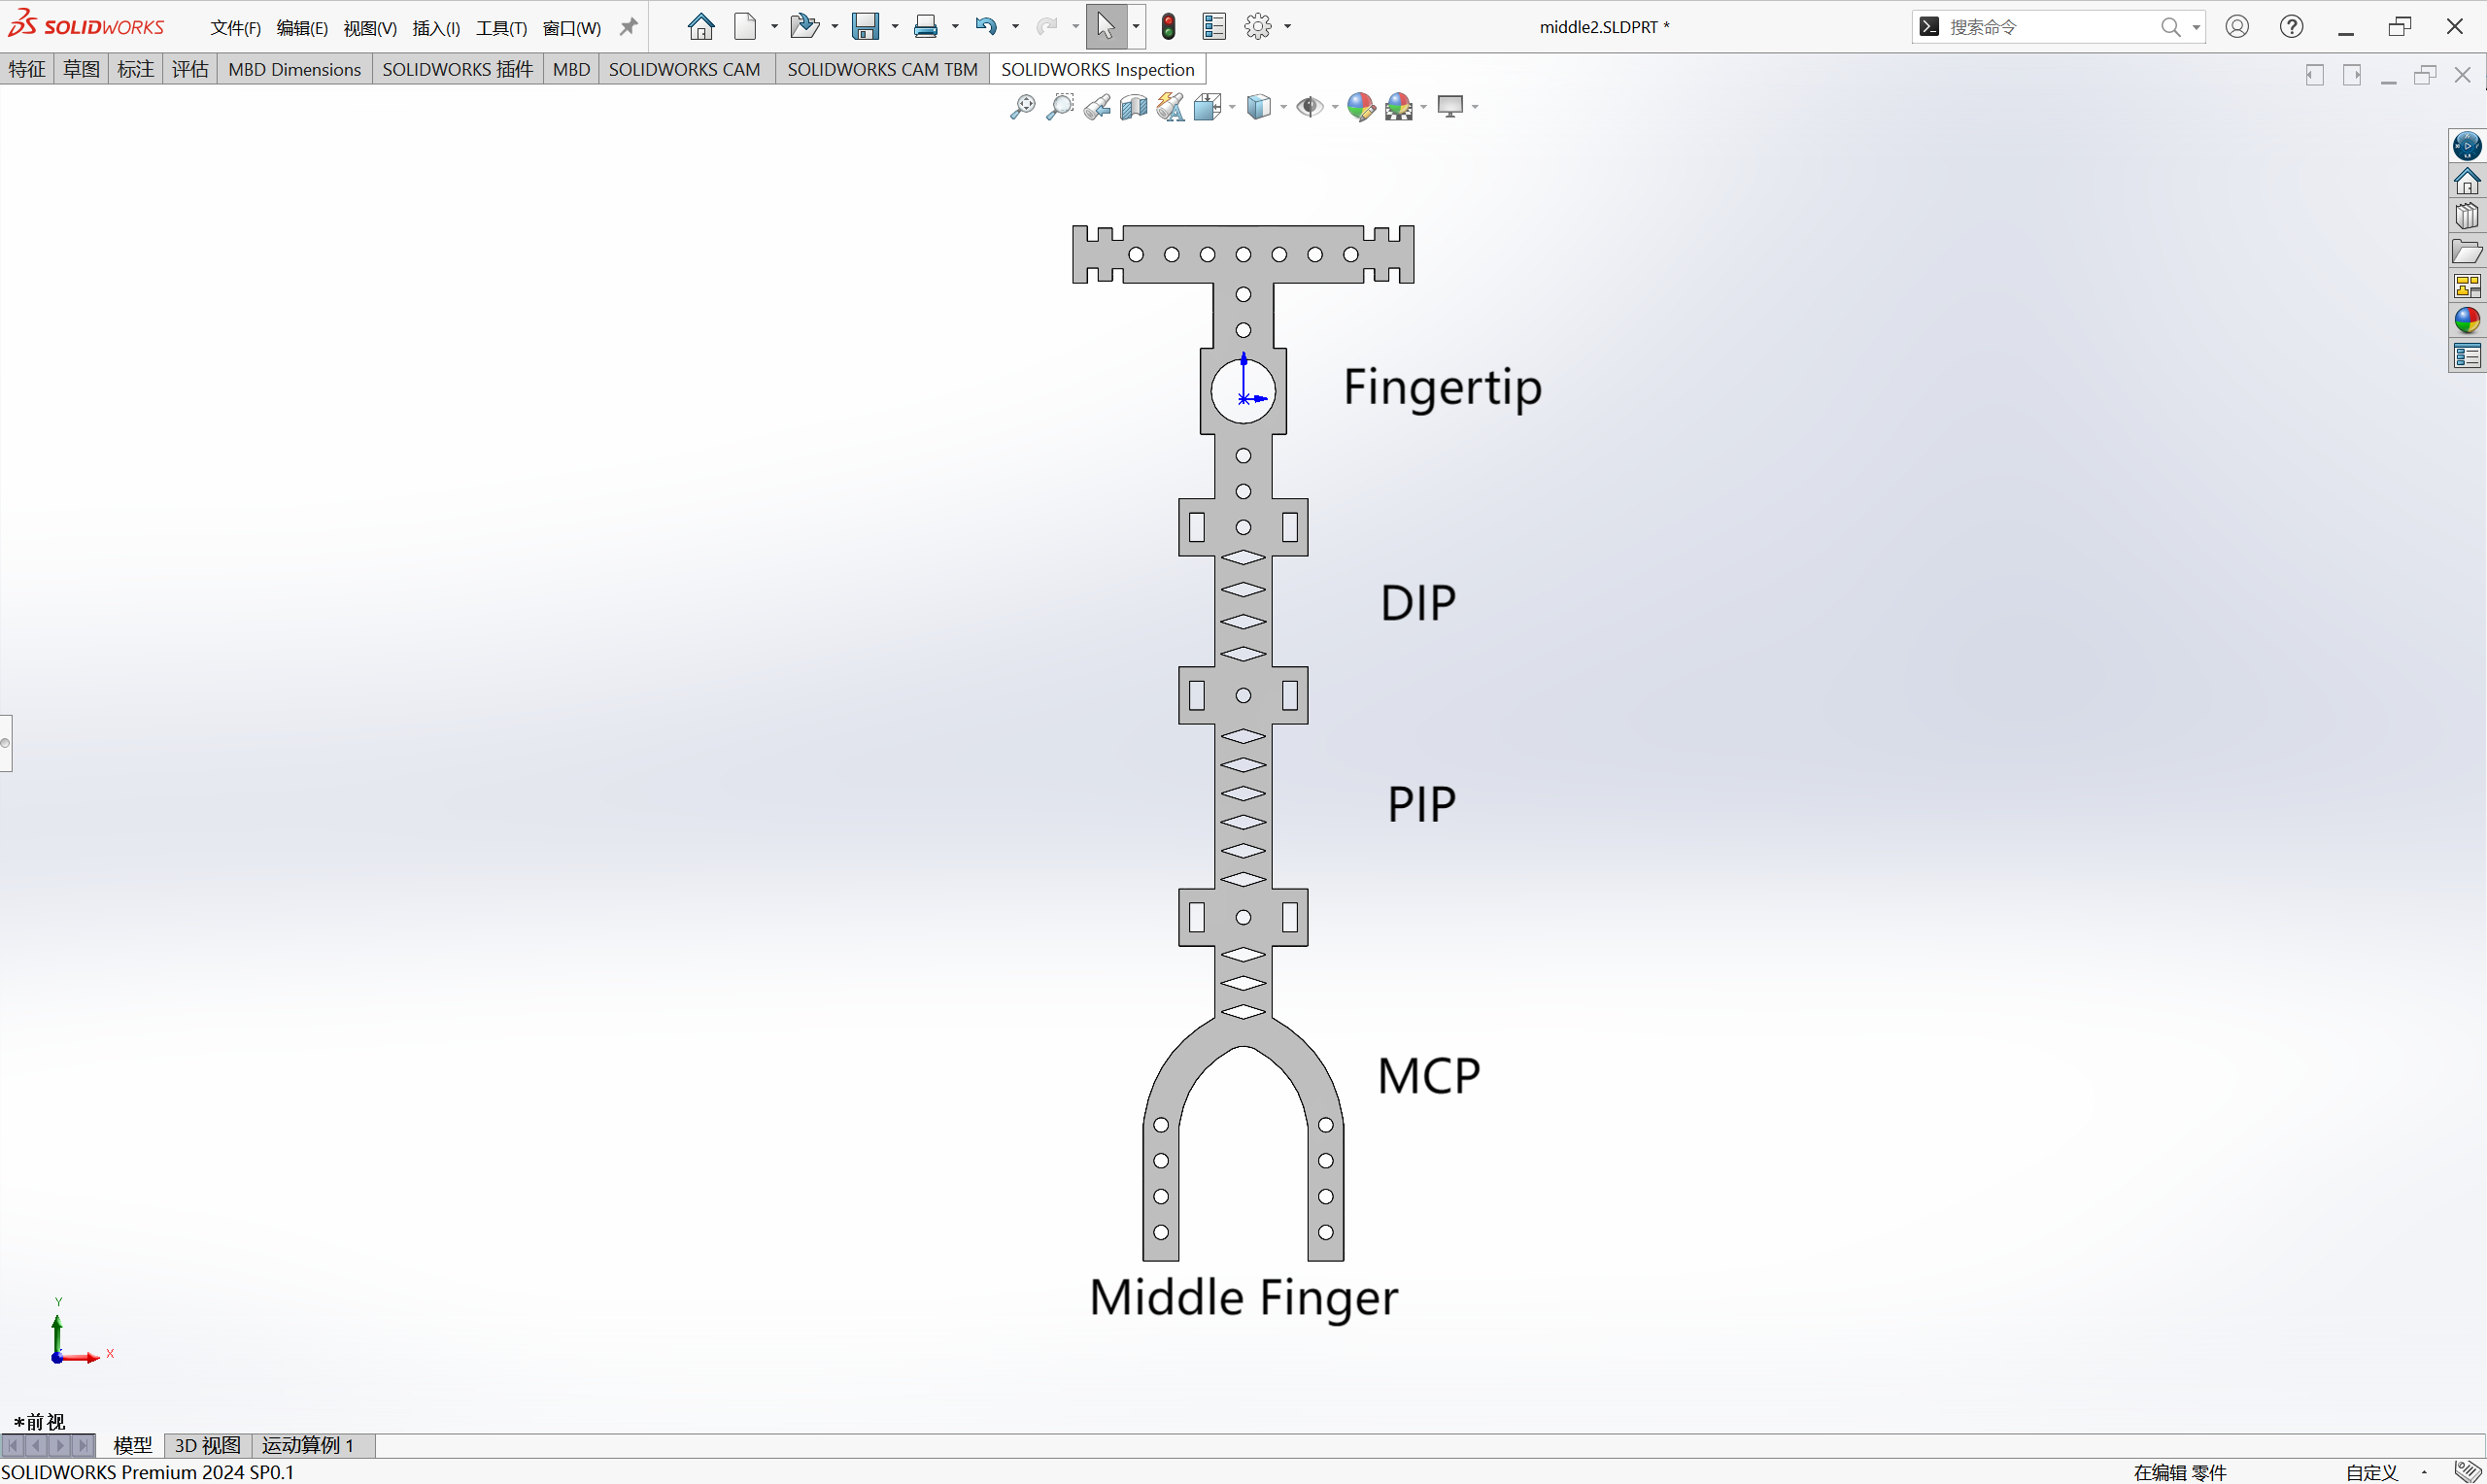 SOLIDWORKS 文件(F) 编辑(E) 视图(V) 插入(I) 工具(T) 窗口(W) middle2.SLDPRT * 搜索命令
特征 草图 标注 评估 MBD Dimensions SOLIDWORKS 插件 MBD SOLIDWORKS CAM SOLIDWORKS CAM TBM SOLIDWORKS Inspection
Fingertip
DIP
PIP
MCP
Middle Finger
Y
X
*前视
模型 3D 视图 运动算例 1
SOLIDWORKS Premium 2024 SP0.1 在编辑 零件 自定义